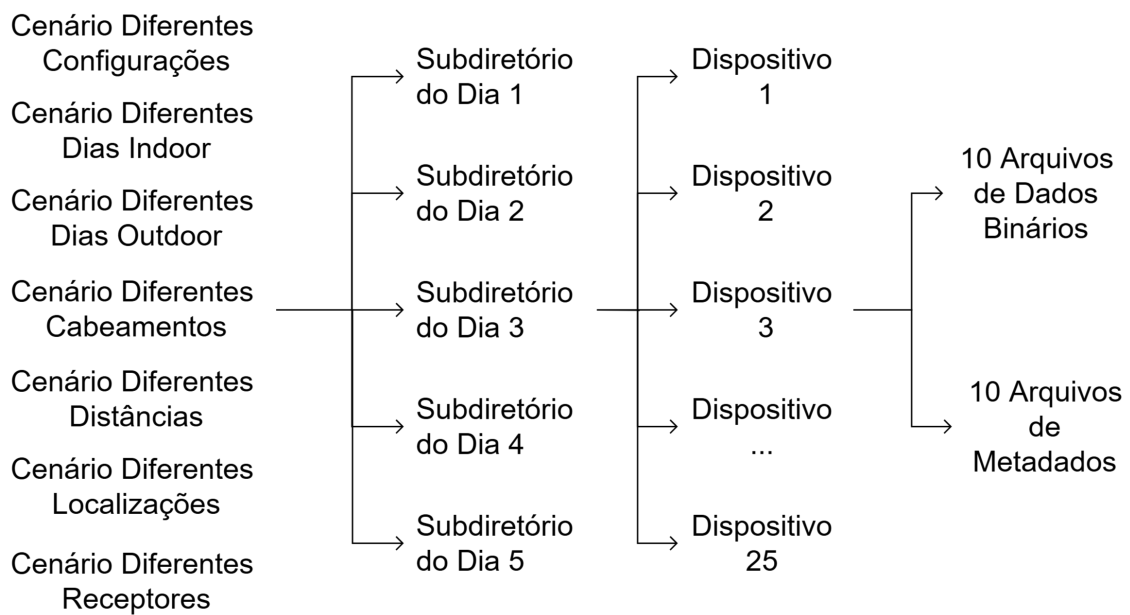 Cenário Diferentes
Configurações
Cenário Diferentes
Dias Indoor
Cenário Diferentes
Dias Outdoor
Cenário Diferentes
Cabeamentos
Cenário Diferentes
Distâncias
Cenário Diferentes
Localizações
Cenário Diferentes
Receptores
Subdiretório
do Dia 1
Subdiretório
do Dia 2
Subdiretório
do Dia 3
Subdiretório
do Dia 4
Subdiretório
do Dia 5
Dispositivo
1
Dispositivo
2
Dispositivo
3
Dispositivo
...
Dispositivo
25
10 Arquivos
de Dados
Binários
10 Arquivos
de
Metadados